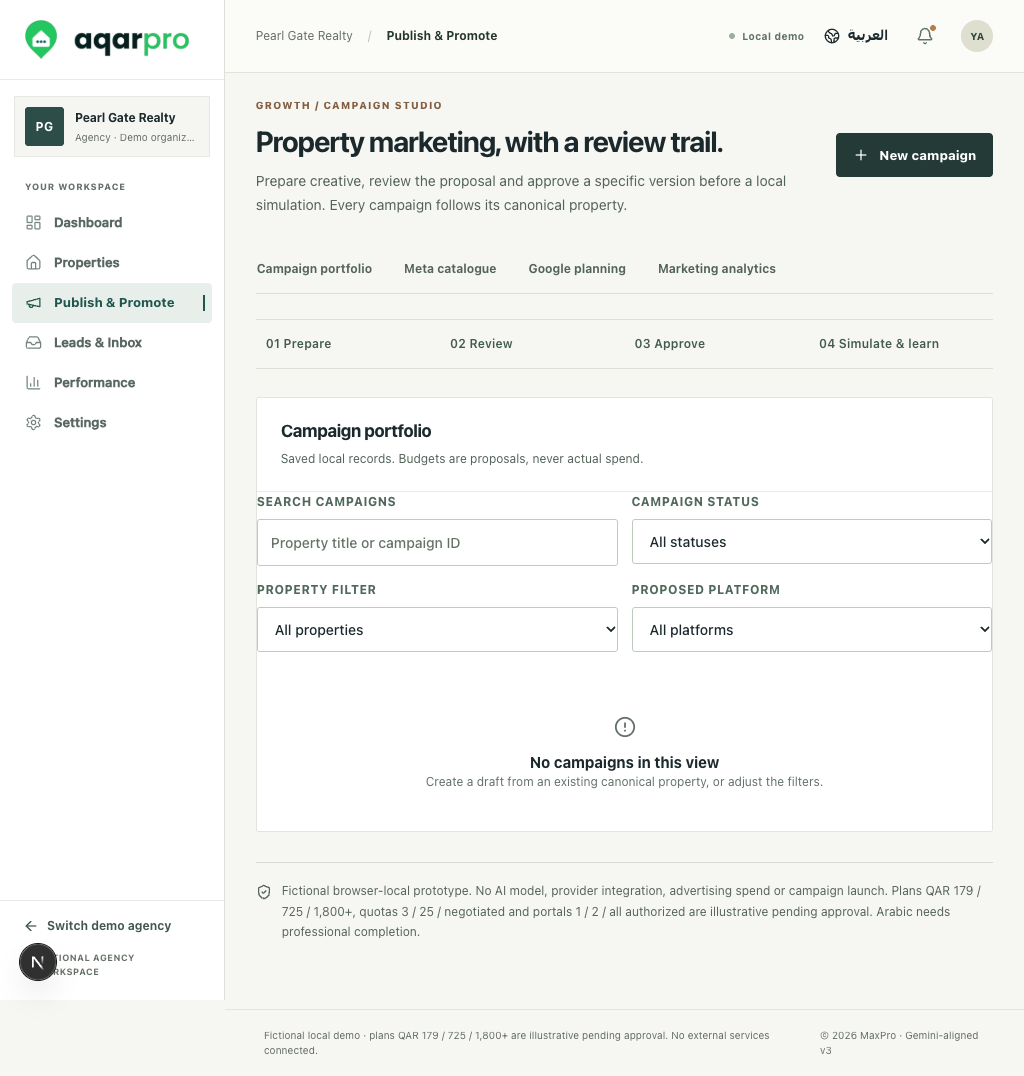 aqarpro
Pearl Gate Realty / Publish & Promote
Local demo
العربية
YA
PG
Pearl Gate Realty
Agency · Demo organiz...
YOUR WORKSPACE
Dashboard
Properties
Publish & Promote
Leads & Inbox
Performance
Settings
Switch demo agency
N
GROWTH / CAMPAIGN STUDIO
Property marketing, with a review trail.
Prepare creative, review the proposal and approve a specific version before a local
simulation. Every campaign follows its canonical property.
New campaign
Campaign portfolio Meta catalogue Google planning Marketing analytics
01 Prepare 02 Review 03 Approve 04 Simulate & learn
Campaign portfolio
Saved local records. Budgets are proposals, never actual spend.
SEARCH CAMPAIGNS CAMPAIGN STATUS
Property title or campaign ID All statuses
PROPERTY FILTER PROPOSED PLATFORM
All properties All platforms
No campaigns in this view
Create a draft from an existing canonical property, or adjust the filters.
Fictional browser-local prototype. No AI model, provider integration, advertising spend or campaign launch. Plans QAR 179 /
725 / 1,800+, quotas 3 / 25 / negotiated and portals 1 / 2 / all authorized are illustrative pending approval. Arabic needs
professional completion.
AGENCY
Fictional local demo · plans QAR 179 / 725 / 1,800+ are illustrative pending approval. No external services
connected.
© 2026 MaxPro · Gemini-aligned
v3